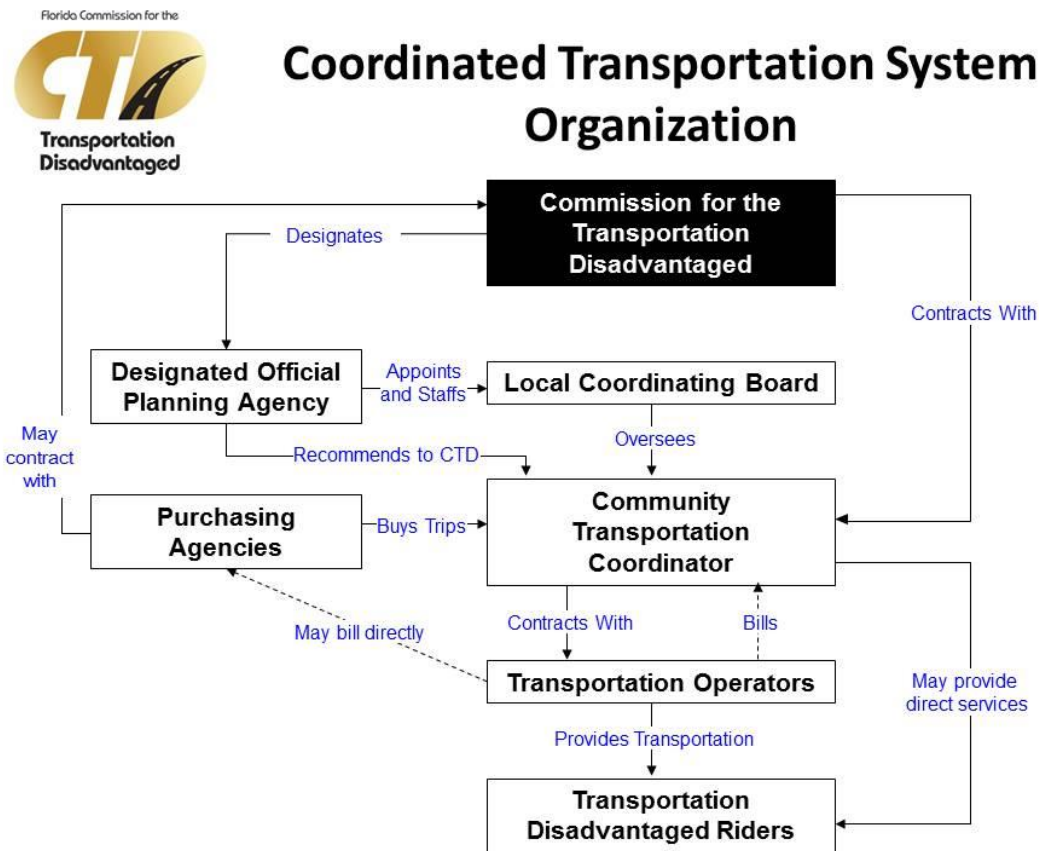 Florida Commission for the
CTD
Transportation
Disadvantaged
Coordinated Transportation System
Organization
Commission for the
Transportation
Disadvantaged
Designates
Contracts With
Designated Official
Planning Agency
Appoints
and Staffs
Local Coordinating Board
May
contract
with
Recommends to CTD
Oversees
Purchasing
Agencies
Buys Trips
Community
Transportation
Coordinator
May bill directly
Contracts With
Bills
Transportation Operators
May provide
direct services
Provides Transportation
Transportation
Disadvantaged Riders